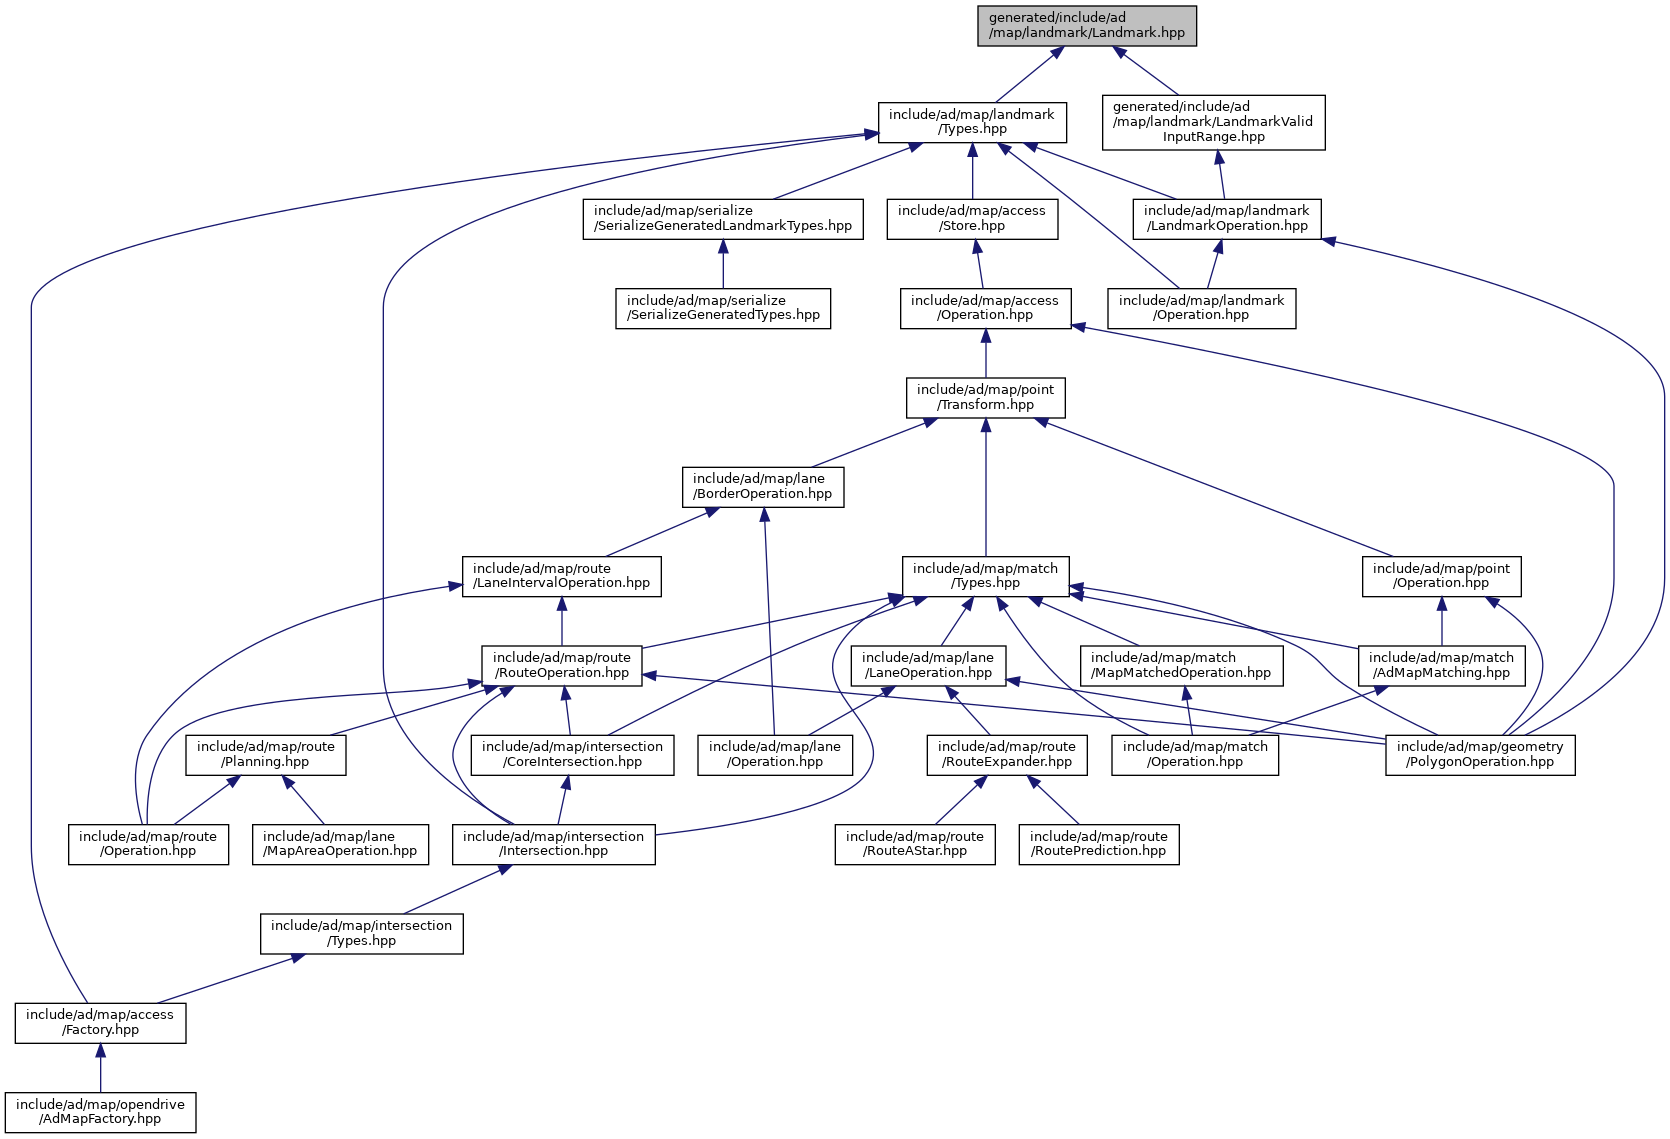 generated/include/ad
/map/landmark/Landmark.hpp
include/ad/map/landmark
/Types.hpp
generated/include/ad
/map/landmark/LandmarkValid
InputRange.hpp
include/ad/map/serialize
/SerializeGeneratedLandmarkTypes.hpp
include/ad/map/access
/Store.hpp
include/ad/map/landmark
/LandmarkOperation.hpp
include/ad/map/serialize
/SerializeGeneratedTypes.hpp
include/ad/map/access
/Operation.hpp
include/ad/map/landmark
/Operation.hpp
include/ad/map/point
/Transform.hpp
include/ad/map/lane
/BorderOperation.hpp
include/ad/map/route
/LaneIntervalOperation.hpp
include/ad/map/match
/Types.hpp
include/ad/map/point
/Operation.hpp
include/ad/map/route
/RouteOperation.hpp
include/ad/map/lane
/LaneOperation.hpp
include/ad/map/match
/MapMatchedOperation.hpp
include/ad/map/match
/AdMapMatching.hpp
include/ad/map/route
/Planning.hpp
include/ad/map/intersection
/CoreIntersection.hpp
include/ad/map/lane
/Operation.hpp
include/ad/map/route
/RouteExpander.hpp
include/ad/map/match
/Operation.hpp
include/ad/map/geometry
/PolygonOperation.hpp
include/ad/map/route
/Operation.hpp
include/ad/map/lane
/MapAreaOperation.hpp
include/ad/map/intersection
/Intersection.hpp
include/ad/map/route
/RouteAStar.hpp
include/ad/map/route
/RoutePrediction.hpp
include/ad/map/intersection
/Types.hpp
include/ad/map/access
/Factory.hpp
include/ad/map/opendrive
/AdMapFactory.hpp